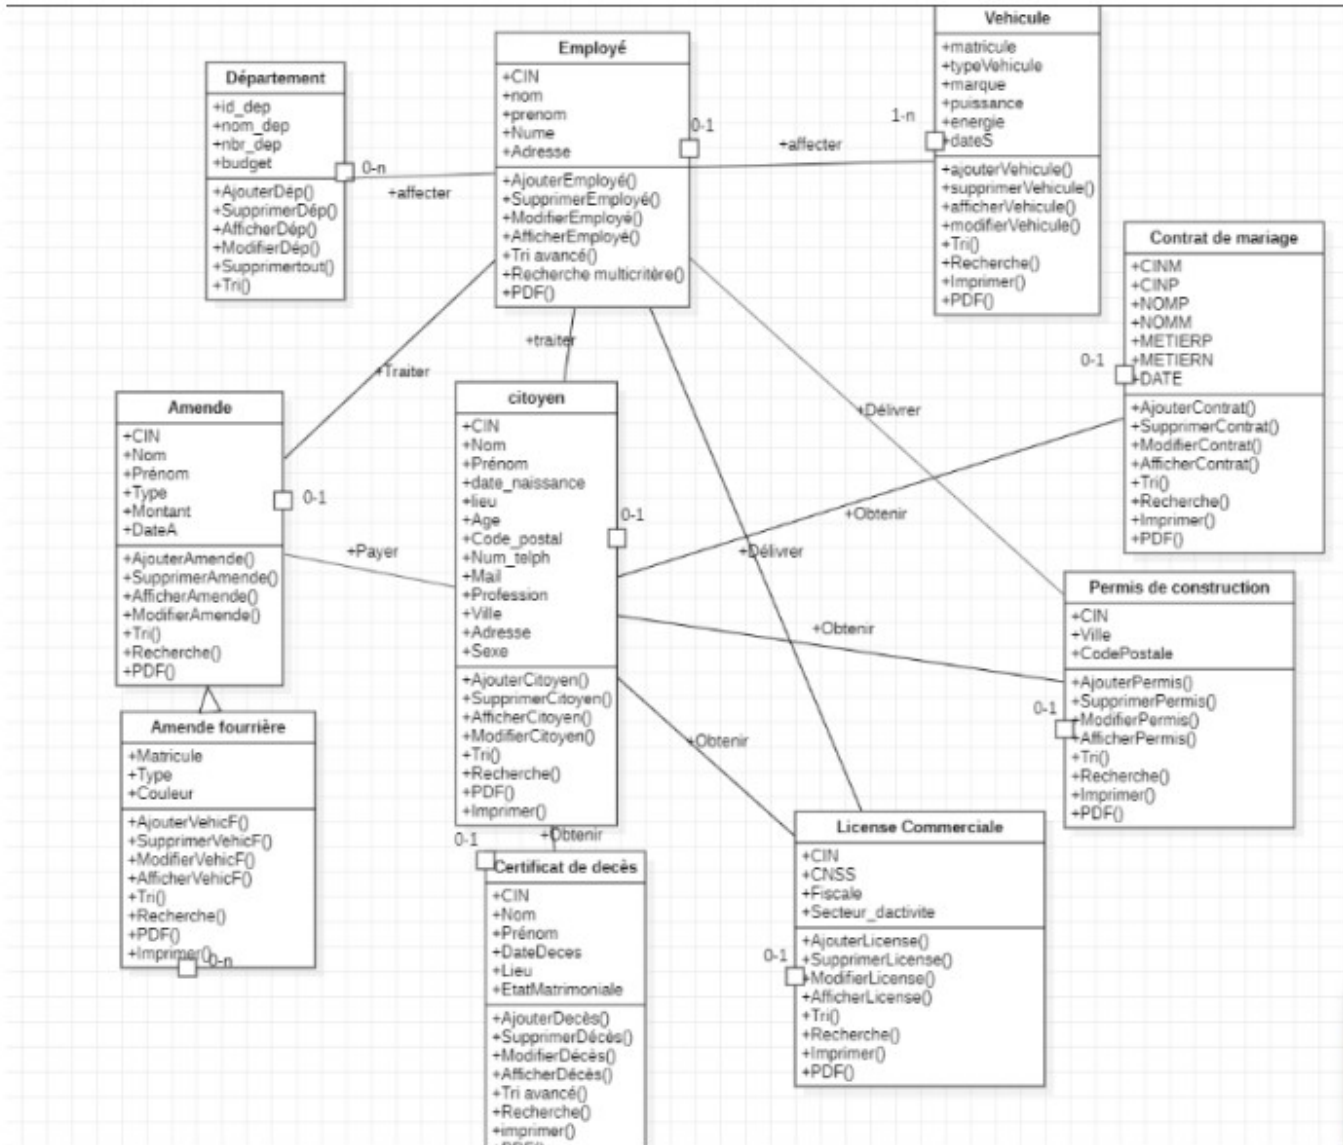 Département
+id_dep
+nom_dep
+nbr_dep
+budget
+AjouterDép()
+SupprimerDép()
+AfficherDép()
+ModifierDép()
+Supprimertout()
+Tri()
0-n
+affecter
Employé
+CIN
+nom
+prenom
+Nume
+Adresse
+AjouterEmployé()
+SupprimerEmployé()
+ModifierEmployé()
+AfficherEmployé()
+Tri avancé()
+Recherche multicritère()
+PDF()
0-1
+affecter
1-n
Vehicule
+matricule
+typeVehicule
+marque
+puissance
+energie
+dateS
+ajouterVehicule()
+supprimerVehicule()
+afficherVehicule()
+modifierVehicule()
+Tri()
+Recherche()
+Imprimer()
+PDF()
Contrat de mariage
+CINM
+CINP
+NOMP
+NOMM
+METIERP
+METIERN
+DATE
+AjouterContrat()
+SupprimerContrat()
+ModifierContrat()
+AfficherContrat()
+Tri()
+Recherche()
+Imprimer()
+PDF()
0-1
+traiter
+Traiter
+Délivrer
+Délivrer
+Obtenir
Amende
+CIN
+Nom
+Prénom
+Type
+Montant
+DateA
+AjouterAmende()
+SupprimerAmende()
+AfficherAmende()
+ModifierAmende()
+Tri()
+Recherche()
+PDF()
0-1
+Payer
citoyen
+CIN
+Nom
+Prénom
+date_naissance
+lieu
+Age
+Code_postal
+Num_telph
+Mail
+Profession
+Ville
+Adresse
+Sexe
+AjouterCitoyen()
+SupprimerCitoyen()
+AfficherCitoyen()
+ModifierCitoyen()
+Tri()
+Recherche()
+PDF()
+Imprimer()
0-1
+Obtenir
+Obtenir
Permis de construction
+CIN
+Ville
+CodePostale
+AjouterPermis()
+SupprimerPermis()
+ModifierPermis()
+AfficherPermis()
+Tri()
+Recherche()
+Imprimer()
+PDF()
0-1
Amende fourrière
+Matricule
+Type
+Couleur
+AjouterVehicF()
+SupprimerVehicF()
+ModifierVehicF()
+AfficherVehicF()
+Tri()
+Recherche()
+PDF()
+Imprimer()
0-n
0-1
+Obtenir
Certificat de decès
+CIN
+Nom
+Prénom
+DateDeces
+Lieu
+EtatMatrimoniale
+AjouterDecès()
+SupprimerDécès()
+ModifierDécès()
+AfficherDécès()
+Tri avancé()
+Recherche()
+imprimer()
License Commerciale
+CIN
+CNSS
+Fiscale
+Secteur_dactivite
+AjouterLicense()
+SupprimerLicense()
+ModifierLicense()
+AfficherLicense()
+Tri()
+Recherche()
+Imprimer()
+PDF()
0-1